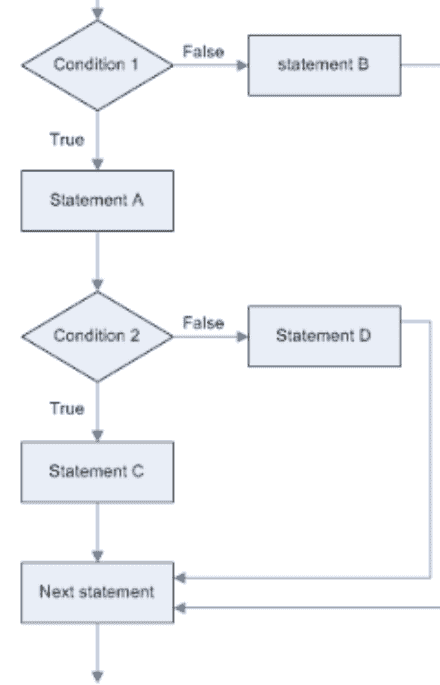 Condition 1
False
statement B
True
Statement A
Condition 2
False
Statement D
True
Statement C
Next statement